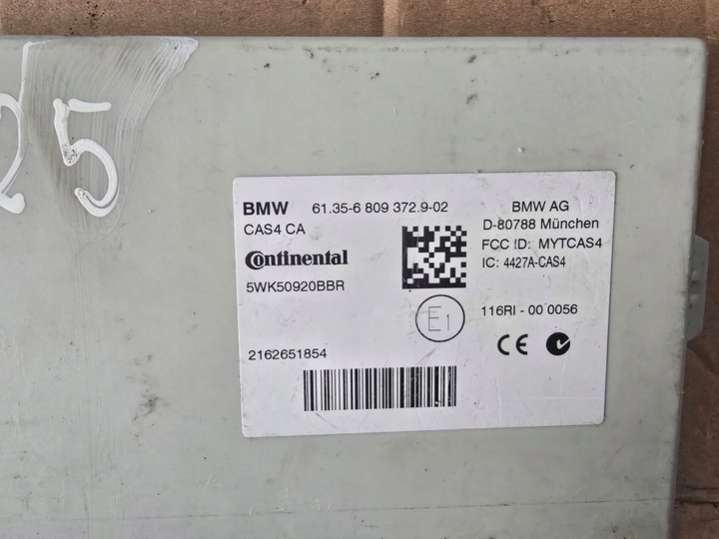 25
BMW 61.35-6 809 372.9-02 BMW AG
CAS4 CA D-80788 München
FCC ID: MYTCAS4
Continental IC: 4427A-CAS4
5WK50920BBR
E1 116RI - 00 0056
2162651854 CE